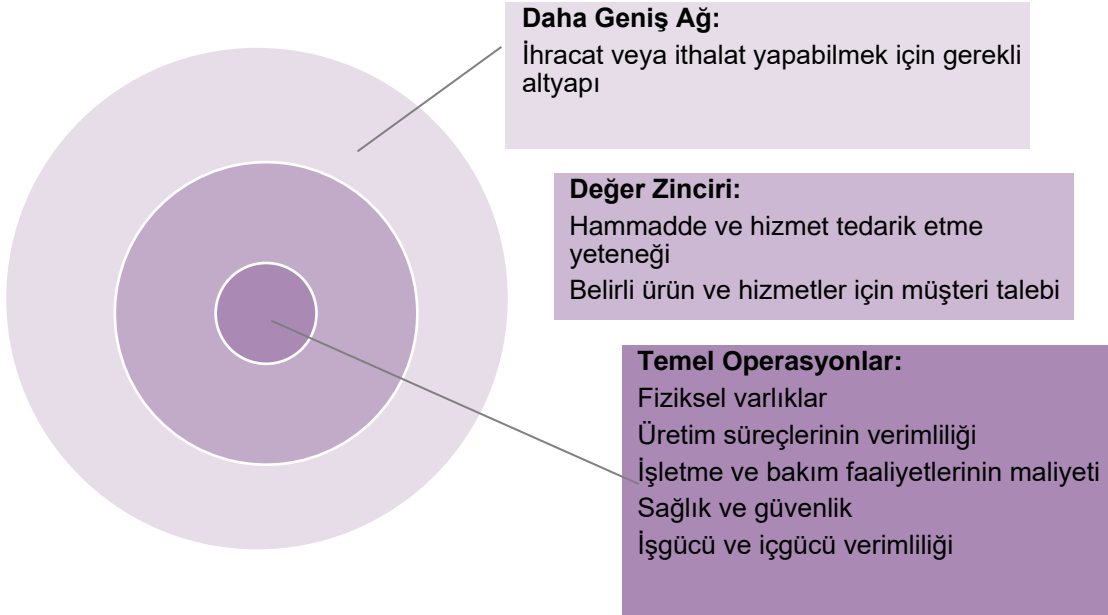 Daha Geniş Ağ:
İhracat veya ithalat yapabilmek için gerekli
altyapı
Değer Zinciri:
Hammadde ve hizmet tedarik etme
yeteneği
Belirli ürün ve hizmetler için müşteri talebi
Temel Operasyonlar:
Fiziksel varlıklar
Üretim süreçlerinin verimliliği
İşletme ve bakım faaliyetlerinin maliyeti
Sağlık ve güvenlik
İşgücü ve içgücü verimliliği